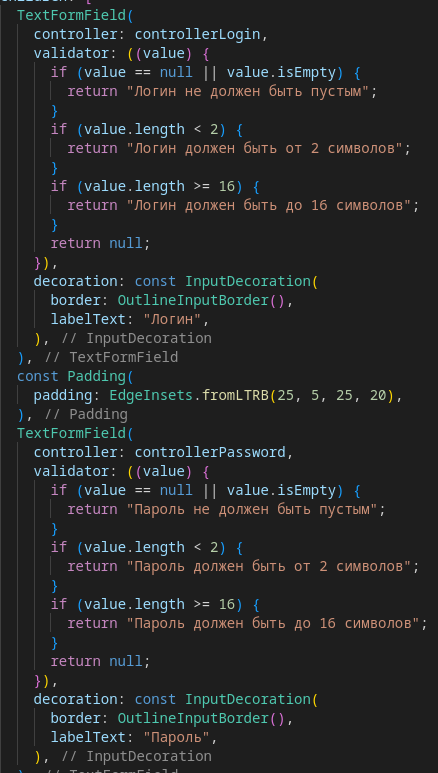 TextFormField(
controller: controllerLogin,
validator: ((value) {
if (value == null || value.isEmpty) {
return "Логин не должен быть пустым";
}
if (value.length < 2) {
return "Логин должен быть от 2 символов";
}
if (value.length >= 16) {
return "Логин должен быть до 16 символов";
}
return null;
}),
decoration: const InputDecoration(
border: OutlineInputBorder(),
labelText: "Логин",
), // InputDecoration
), // TextFormField
const Padding(
padding: EdgeInsets.fromLTRB(25, 5, 25, 20),
), // Padding
TextFormField(
controller: controllerPassword,
validator: ((value) {
if (value == null || value.isEmpty) {
return "Пароль не должен быть пустым";
}
if (value.length < 2) {
return "Пароль должен быть от 2 символов";
}
if (value.length >= 16) {
return "Пароль должен быть до 16 символов";
}
return null;
}),
decoration: const InputDecoration(
border: OutlineInputBorder(),
labelText: "Пароль",
), // InputDecoration
), // TextFormField